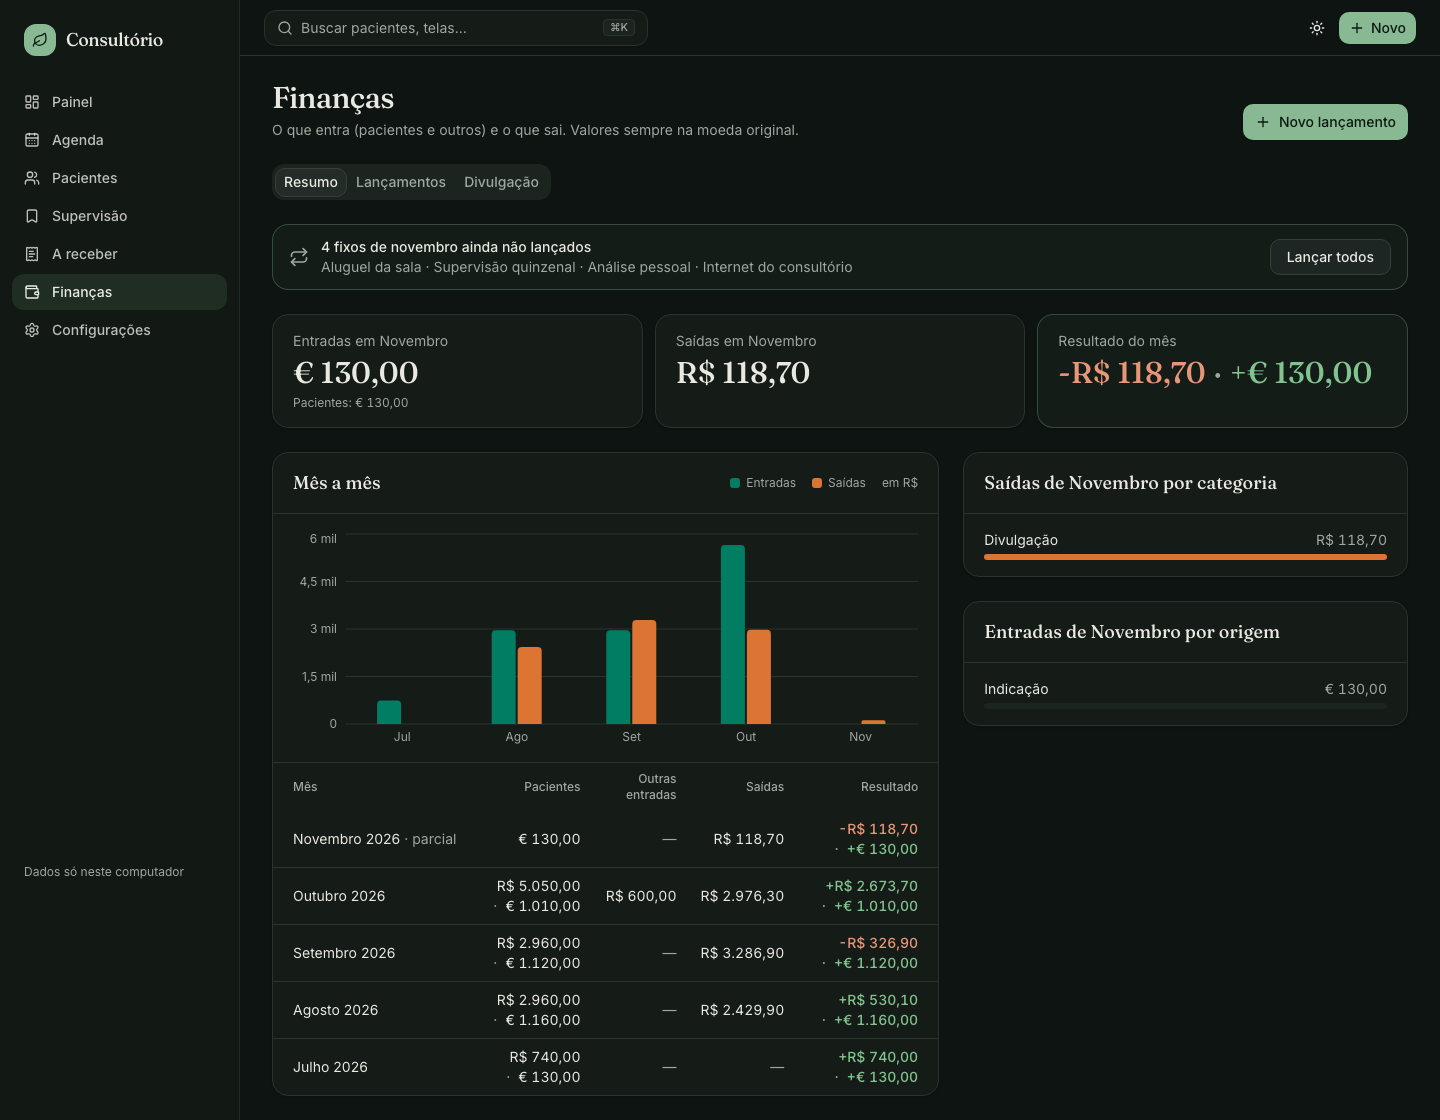 Consultório
Buscar pacientes, telas...
⌘K
Novo
Painel
Agenda
Pacientes
Supervisão
A receber
Finanças
Configurações
Dados só neste computador
Finanças
O que entra (pacientes e outros) e o que sai. Valores sempre na moeda original.
Novo lançamento
Resumo
Lançamentos
Divulgação
4 fixos de novembro ainda não lançados
Aluguel da sala · Supervisão quinzenal · Análise pessoal · Internet do consultório
Lançar todos
Entradas em Novembro
€ 130,00
Pacientes: € 130,00
Saídas em Novembro
R$ 118,70
Resultado do mês
-R$ 118,70 · +€ 130,00
Mês a mês
Entradas
Saídas
em R$
6 mil
4,5 mil
3 mil
1,5 mil
0
Jul
Ago
Set
Out
Nov
Mês
Pacientes
Outras
entradas
Saídas
Resultado
Novembro 2026 · parcial
€ 130,00
—
R$ 118,70
-R$ 118,70
· +€ 130,00
Outubro 2026
R$ 5.050,00
· € 1.010,00
R$ 600,00
R$ 2.976,30
+R$ 2.673,70
· +€ 1.010,00
Setembro 2026
R$ 2.960,00
· € 1.120,00
—
R$ 3.286,90
-R$ 326,90
· +€ 1.120,00
Agosto 2026
R$ 2.960,00
· € 1.160,00
—
R$ 2.429,90
+R$ 530,10
· +€ 1.160,00
Julho 2026
R$ 740,00
· € 130,00
—
—
+R$ 740,00
· +€ 130,00
Saídas de Novembro por categoria
Divulgação
R$ 118,70
Entradas de Novembro por origem
Indicação
€ 130,00